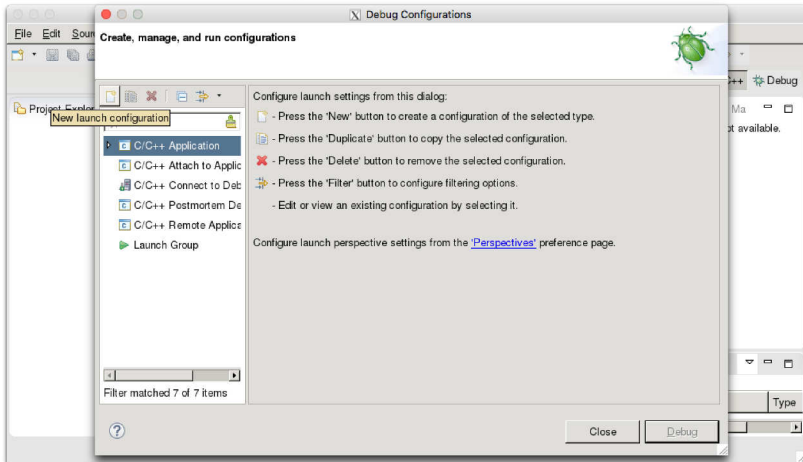 Debug Configurations
File Edit Sour
Create, manage, and run configurations
C++ Debug
Project Explor
New launch configuration
Configure launch settings from this dialog:
- Press the 'New' button to create a configuration of the selected type.
- Press the 'Duplicate' button to copy the selected configuration.
- Press the 'Delete' button to remove the selected configuration.
- Press the 'Filter' button to configure filtering options.
- Edit or view an existing configuration by selecting it.
Configure launch perspective settings from the 'Perspectives' preference page.
Ma
ot available.
C/C++ Application
C/C++ Attach to Applic
C/C++ Connect to Deb
C/C++ Postmortem De
C/C++ Remote Applica
Launch Group
Filter matched 7 of 7 items
Type
Close
Debug